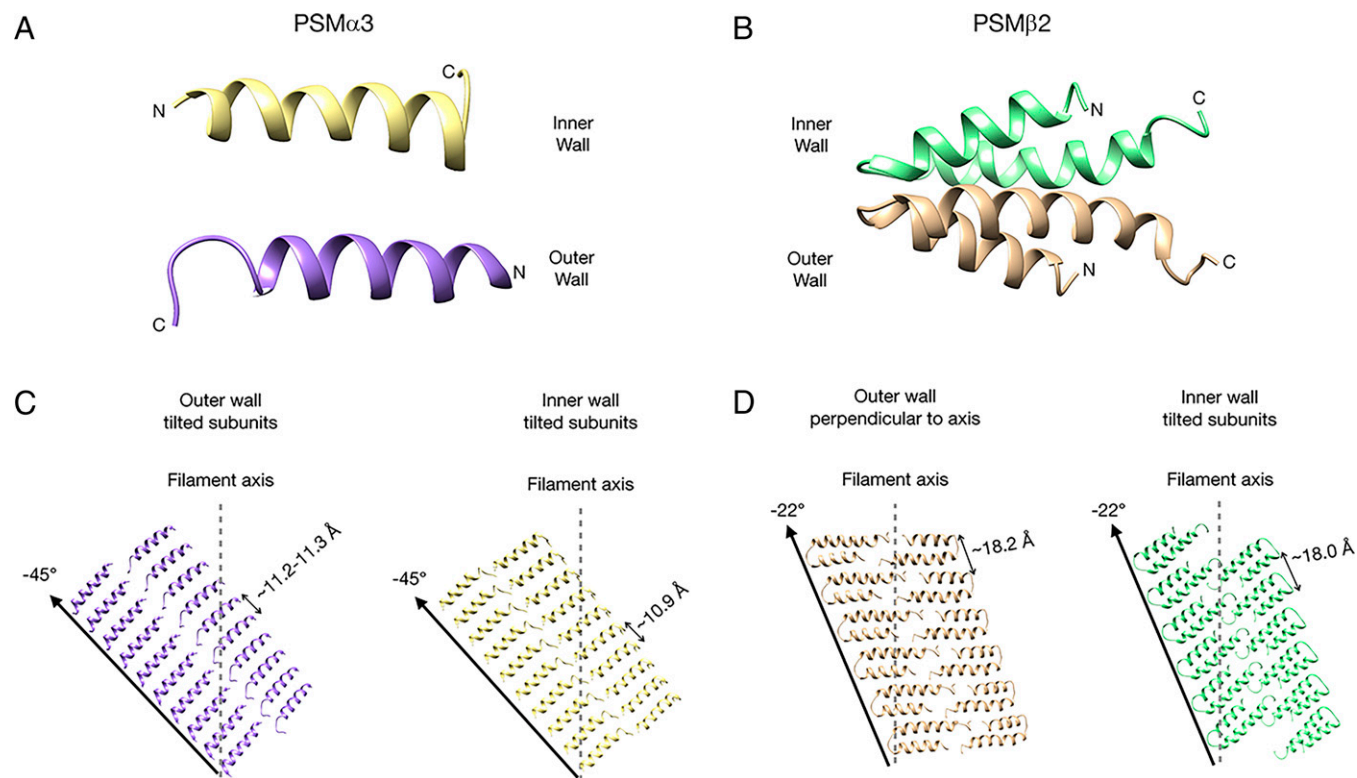 A
PSMα3
N
C
Inner
Wall
Outer
Wall
N
C
B
PSMβ2
Inner
Wall
N
C
Outer
Wall
N
C
C
Outer wall
tilted subunits
Filament axis
-45°
~11.2-11.3 Å
Inner wall
tilted subunits
Filament axis
-45°
~10.9 Å
D
Outer wall
perpendicular to axis
Filament axis
-22°
~18.2 Å
Inner wall
tilted subunits
Filament axis
-22°
~18.0 Å